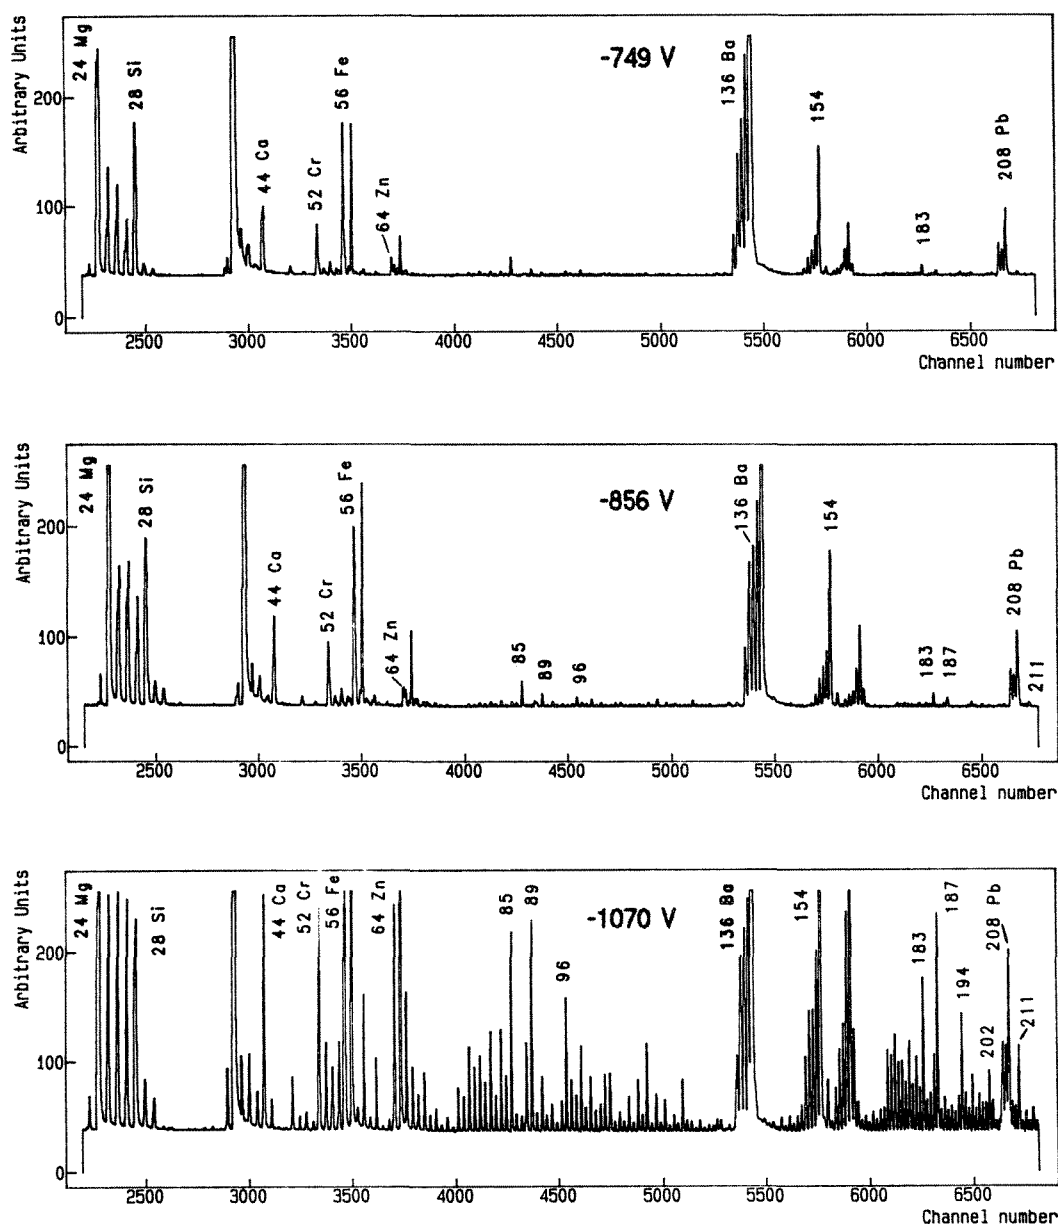 Arbitrary Units
200
100
0
24 Mg
28 Si
44 Ca
52 Cr
56 Fe
64 Zn
-749 V
136 Ba
154
183
208 Pb
2500 3000 3500 4000 4500 5000 5500 6000 6500
Channel number
Arbitrary Units
200
100
0
24 Mg
28 Si
44 Ca
52 Cr
56 Fe
64 Zn
85
89
96
-856 V
136 Ba
154
183
187
208 Pb
211
2500 3000 3500 4000 4500 5000 5500 6000 6500
Channel number
Arbitrary Units
200
100
0
24 Mg
28 Si
44 Ca
52 Cr
56 Fe
64 Zn
85
89
96
-1070 V
136 Ba
154
183
187
194
202
208 Pb
211
2500 3000 3500 4000 4500 5000 5500 6000 6500
Channel number